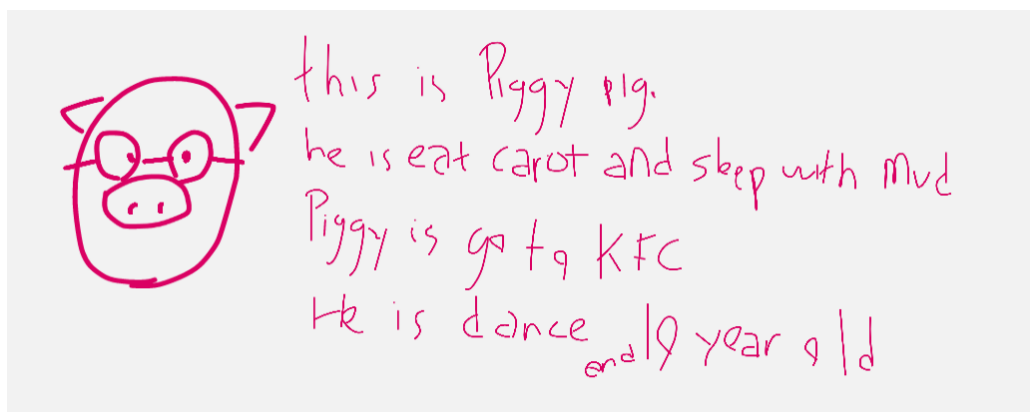 this is Piggy pig.
he is eat carot and sleep with mud
Piggy is go to KFC
He is dance and 10 year old